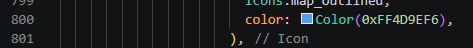 799 Icons.map_outlined,
800 color: Color(0xFF4D9EF6),
801 ), // Icon